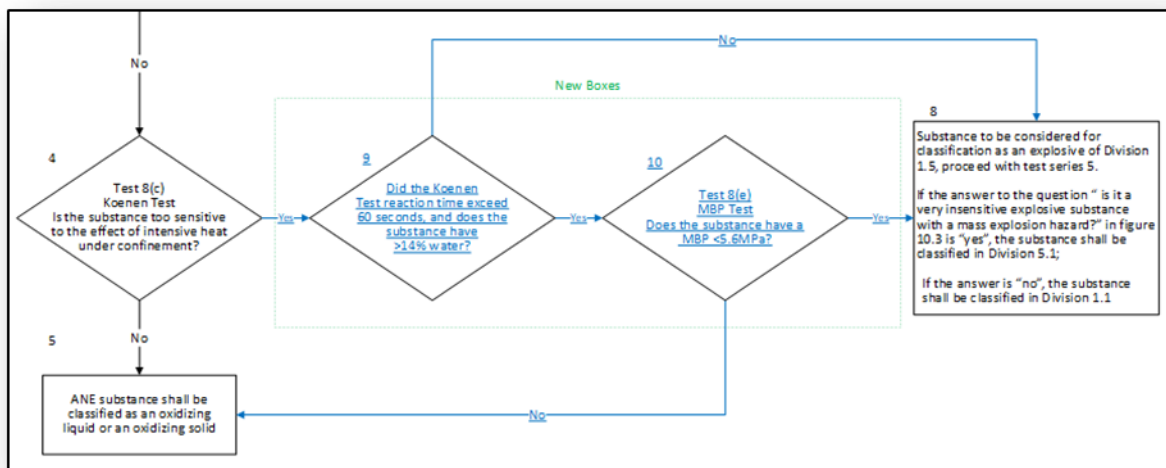 No
No
New Boxes
4
Test 8(c)
Koenen Test
Is the substance too sensitive
to the effect of intensive heat
under confinement?
Yes
9
Did the Koenen
Test reaction time exceed
60 seconds, and does the
substance have
>14% water?
Yes
10
Test 8(e)
MBP Test
Does the substance have a
MBP <5.6MPa?
Yes
8
Substance to be considered for
classification as an explosive of Division
1.5, proceed with test series 5.
If the answer to the question “ is it a
very insensitive explosive substance
with a mass explosion hazard?” in figure
10.3 is “yes”, the substance shall be
classified in Division 5.1;
If the answer is “no”, the substance
shall be classified in Division 1.1
No
5
ANE substance shall be
classified as an oxidizing
liquid or an oxidizing solid
No